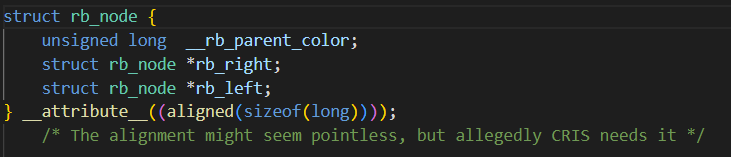 struct rb_node {
    unsigned long  __rb_parent_color;
    struct rb_node *rb_right;
    struct rb_node *rb_left;
} __attribute__((aligned(sizeof(long))));
    /* The alignment might seem pointless, but allegedly CRIS needs it */